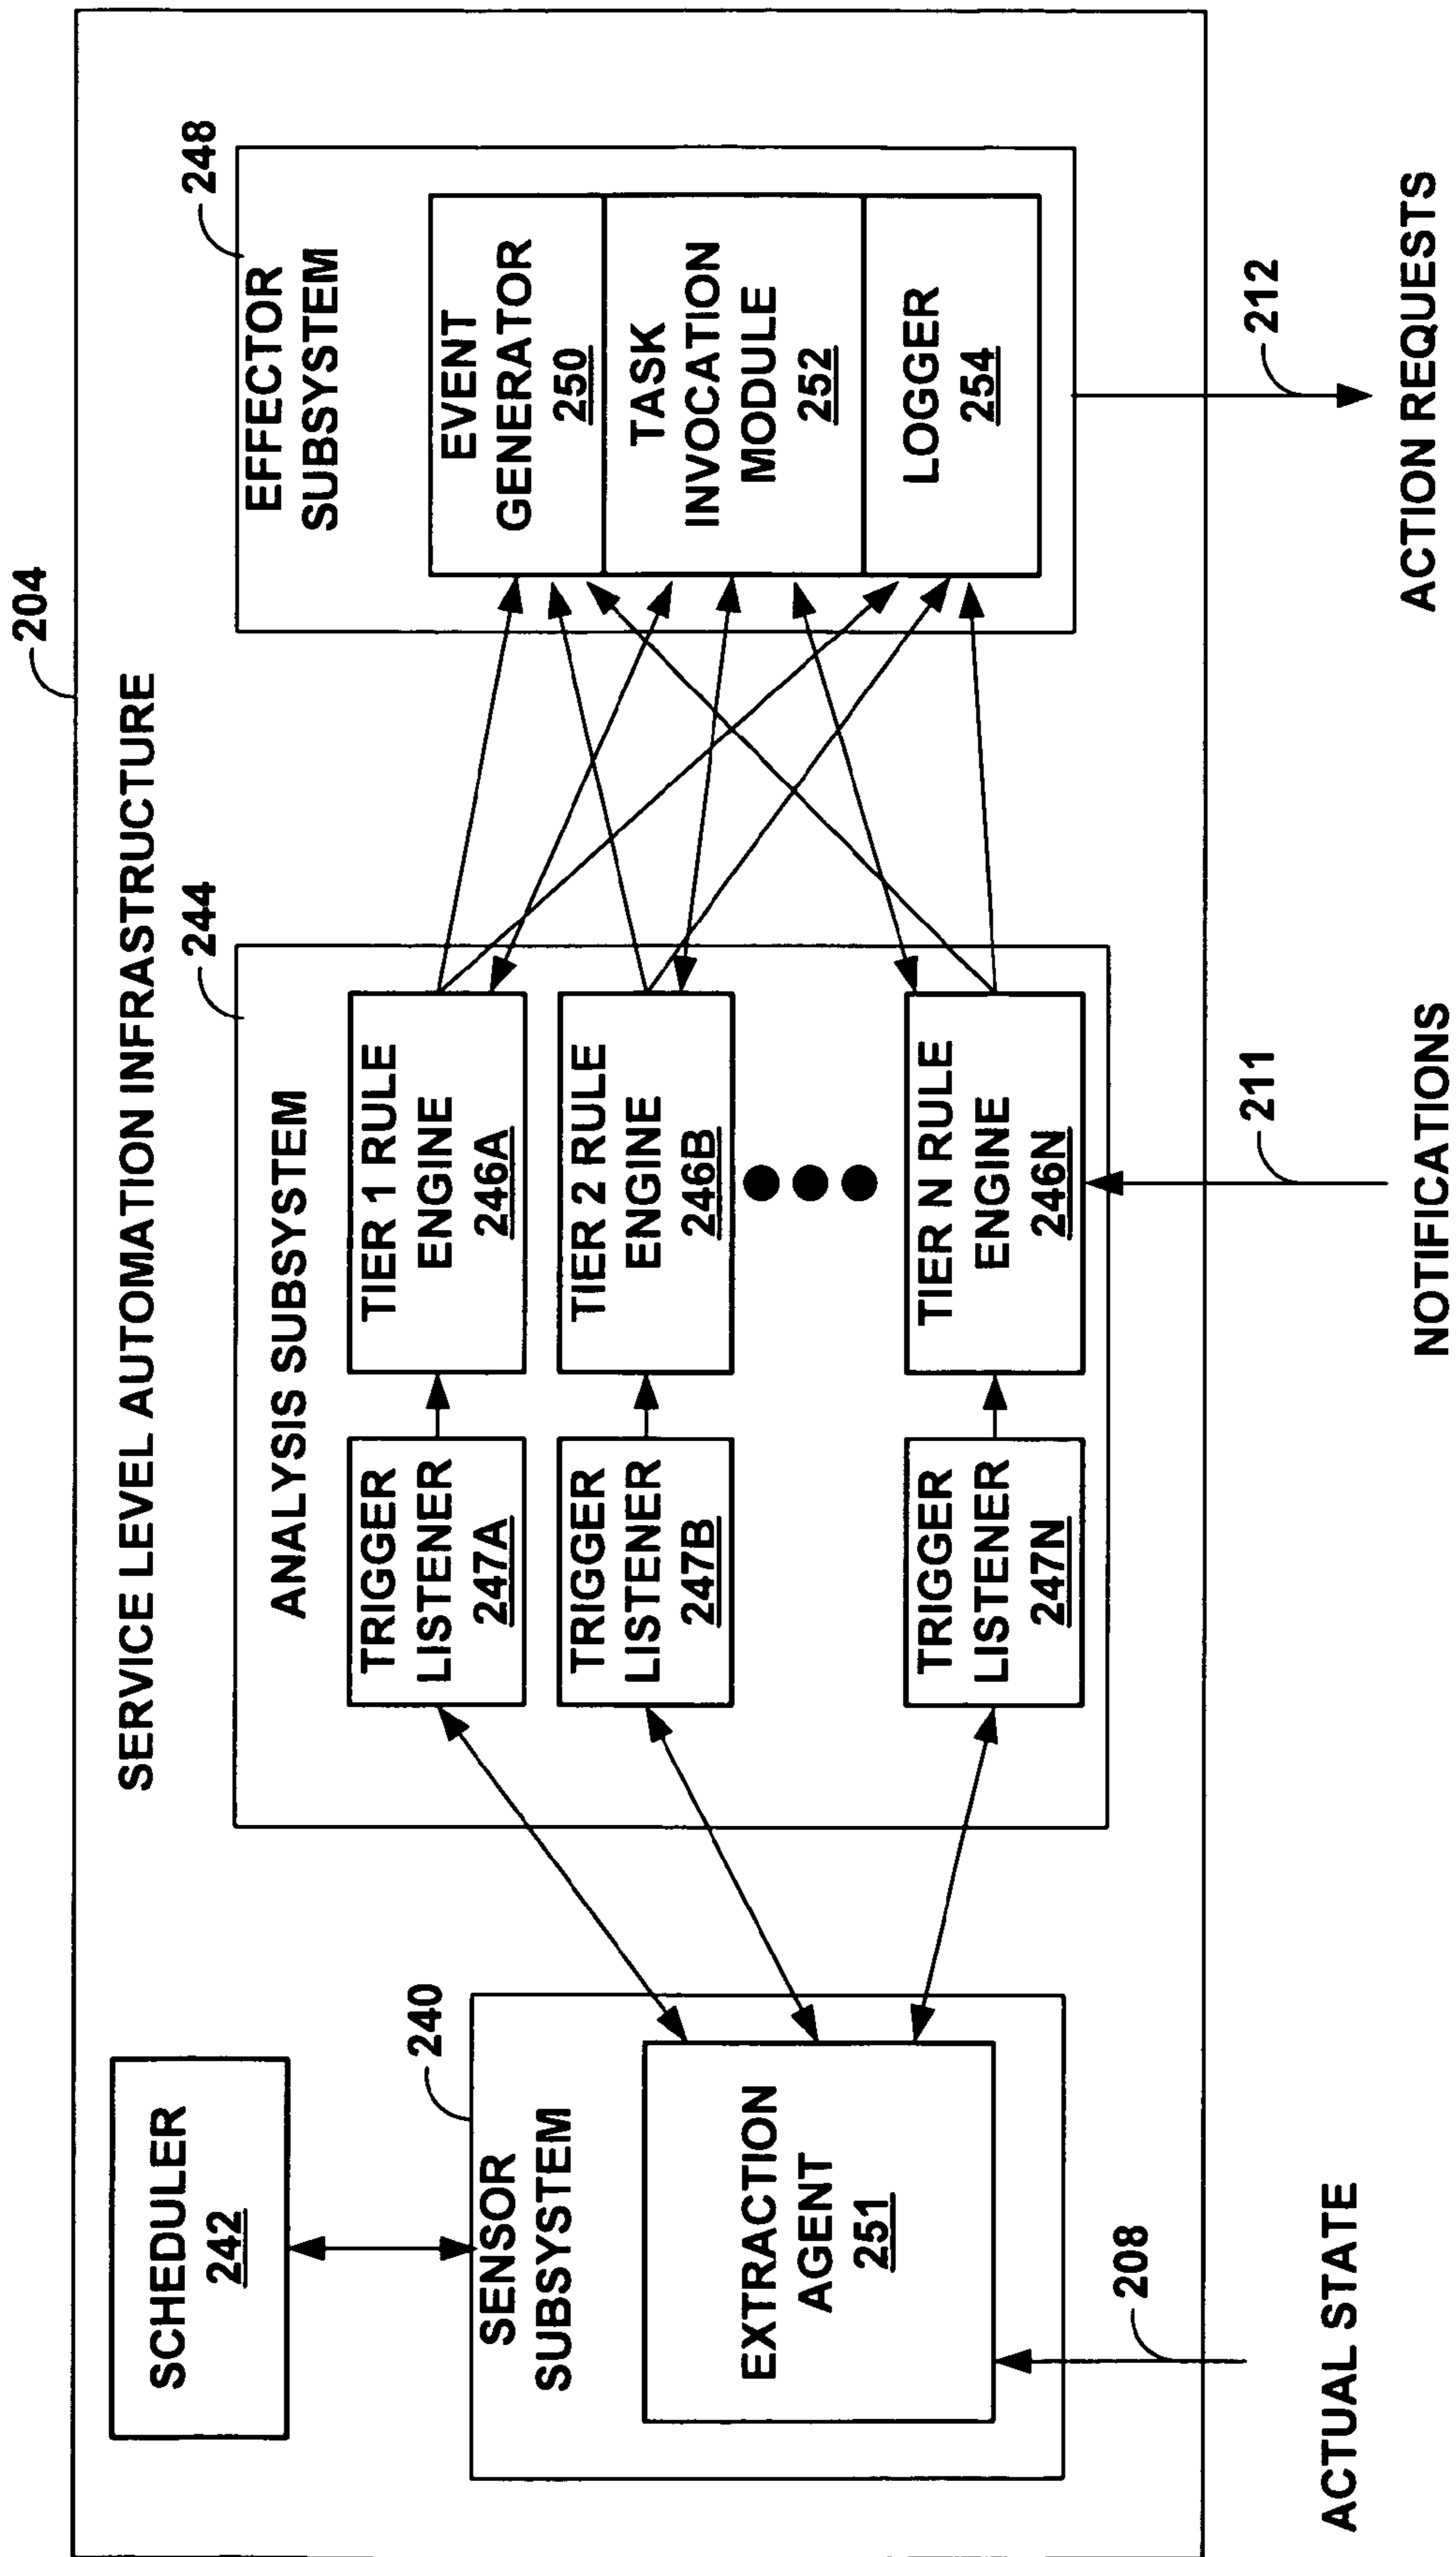 204
SERVICE LEVEL AUTOMATION INFRASTRUCTURE
SCHEDULER
242
240
SENSOR
SUBSYSTEM
EXTRACTION
AGENT
251
208
ACTUAL STATE
244
ANALYSIS SUBSYSTEM
TRIGGER
LISTENER
247A
TIER 1 RULE
ENGINE
246A
TRIGGER
LISTENER
247B
TIER 2 RULE
ENGINE
246B
TRIGGER
LISTENER
247N
TIER N RULE
ENGINE
246N
211
NOTIFICATIONS
248
EFFECTOR
SUBSYSTEM
EVENT
GENERATOR
250
TASK
INVOCATION
MODULE
252
LOGGER
254
212
ACTION REQUESTS